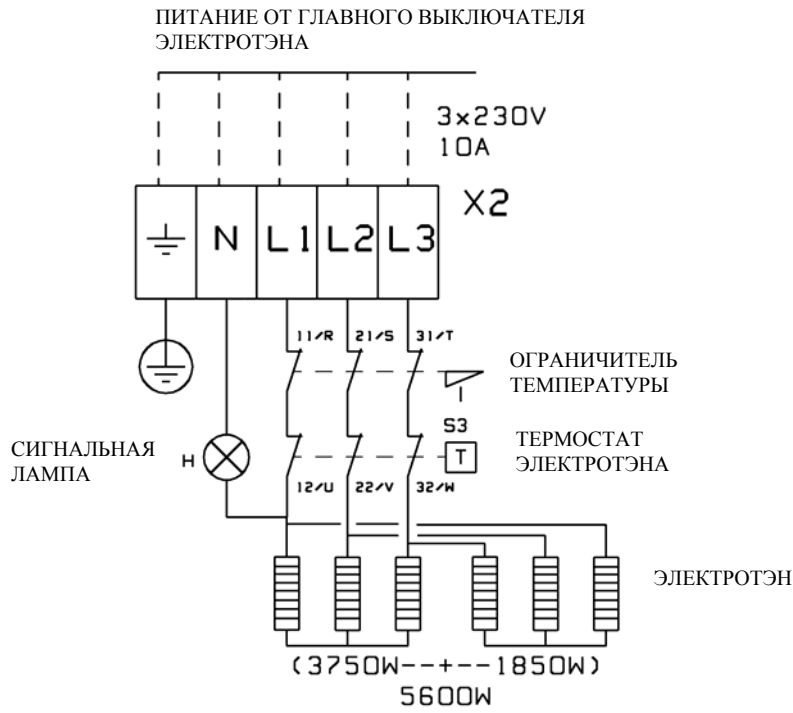 ПИТАНИЕ ОТ ГЛАВНОГО ВЫКЛЮЧАТЕЛЯ
ЭЛЕКТРОТЭНА
3x230V
10A
X2
N L1 L2 L3
11/R 21/S 31/T
ОГРАНИЧИТЕЛЬ
ТЕМПЕРАТУРЫ
СИГНАЛЬНАЯ
ЛАМПА
H
S3
T
ТЕРМОСТАТ
ЭЛЕКТРОТЭНА
12/U 22/V 32/W
ЭЛЕКТРОТЭН
(3750W--+--1850W)
5600W